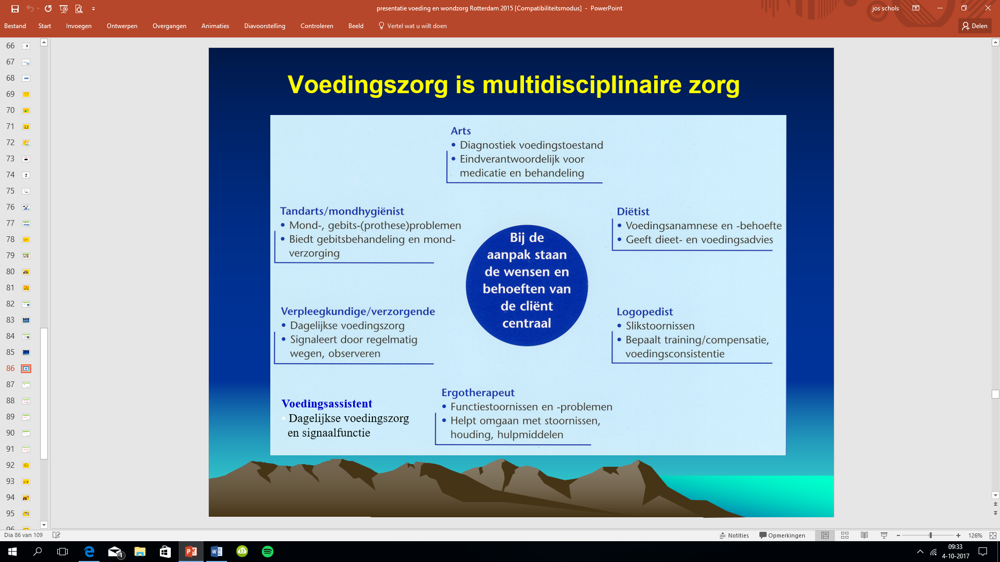 presentatie voeding en wondzorg Rotterdam 2015 [Compatibiliteitsmodus] - PowerPoint
jos schols
Bestand Start Invoegen Ontwerpen Overgangen Animaties Diavoorstelling Controleren Beeld Vertel wat u wilt doen
Delen
66
67
68
69
70
71
72
73
74
75
76
77
78
79
80
81
82
83
84
85
86
87
88
89
90
91
92
93
94
95
96
Voedingszorg is multidisciplinaire zorg
Arts
• Diagnostiek voedingstoestand
• Eindverantwoordelijk voor
medicatie en behandeling
Tandarts/mondhygiënist
• Mond-, gebits-(prothese)problemen
• Biedt gebitsbehandeling en mond-
verzorging
Diëtist
• Voedingsanamnese en -behoefte
• Geeft dieet- en voedingsadvies
Bij de
aanpak staan
de wensen en
behoeften van
de cliënt
centraal
Verpleegkundige/verzorgende
• Dagelijkse voedingszorg
• Signaleert door regelmatig
wegen, observeren
Logopedist
• Slikstoornissen
• Bepaalt training/compensatie,
voedingsconsistentie
Voedingsassistent
• Dagelijkse voedingszorg
en signaalfunctie
Ergotherapeut
• Functiestoornissen en -problemen
• Helpt omgaan met stoornissen,
houding, hulpmiddelen
Dia 86 van 109
Notities Opmerkingen
126%
1
09:33
4-10-2017